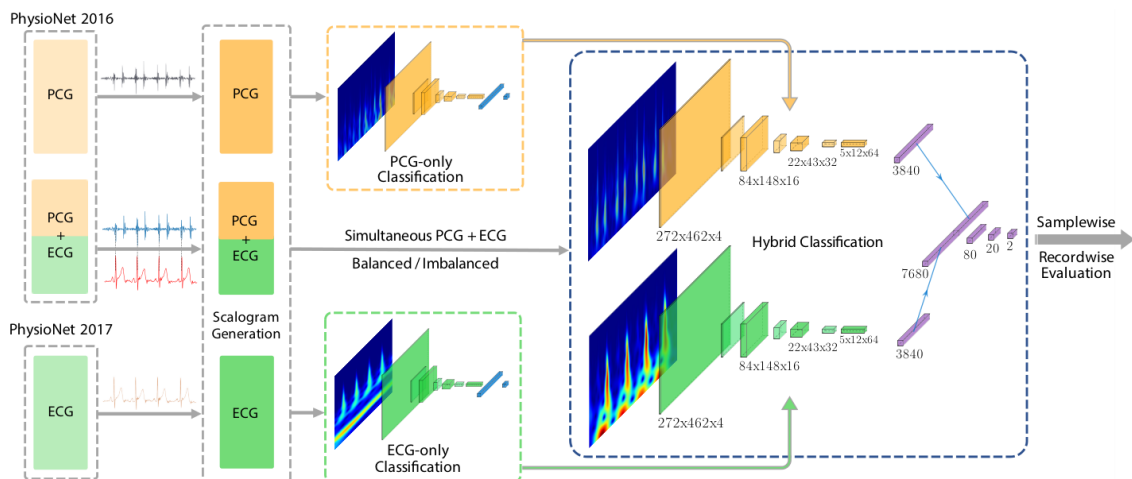 PhysioNet 2016
PCG
PCG
+
ECG
PhysioNet 2017
ECG
PCG
PCG
+
ECG
Scalogram
Generation
ECG
PCG-only
Classification
Simultaneous PCG + ECG
Balanced / Imbalanced
ECG-only
Classification
272x462x4
84x148x16
22x43x32
5x12x64
3840
Hybrid Classification
7680
80
20
2
272x462x4
84x148x16
22x43x32
5x12x64
3840
Samplewise
Recordwise
Evaluation